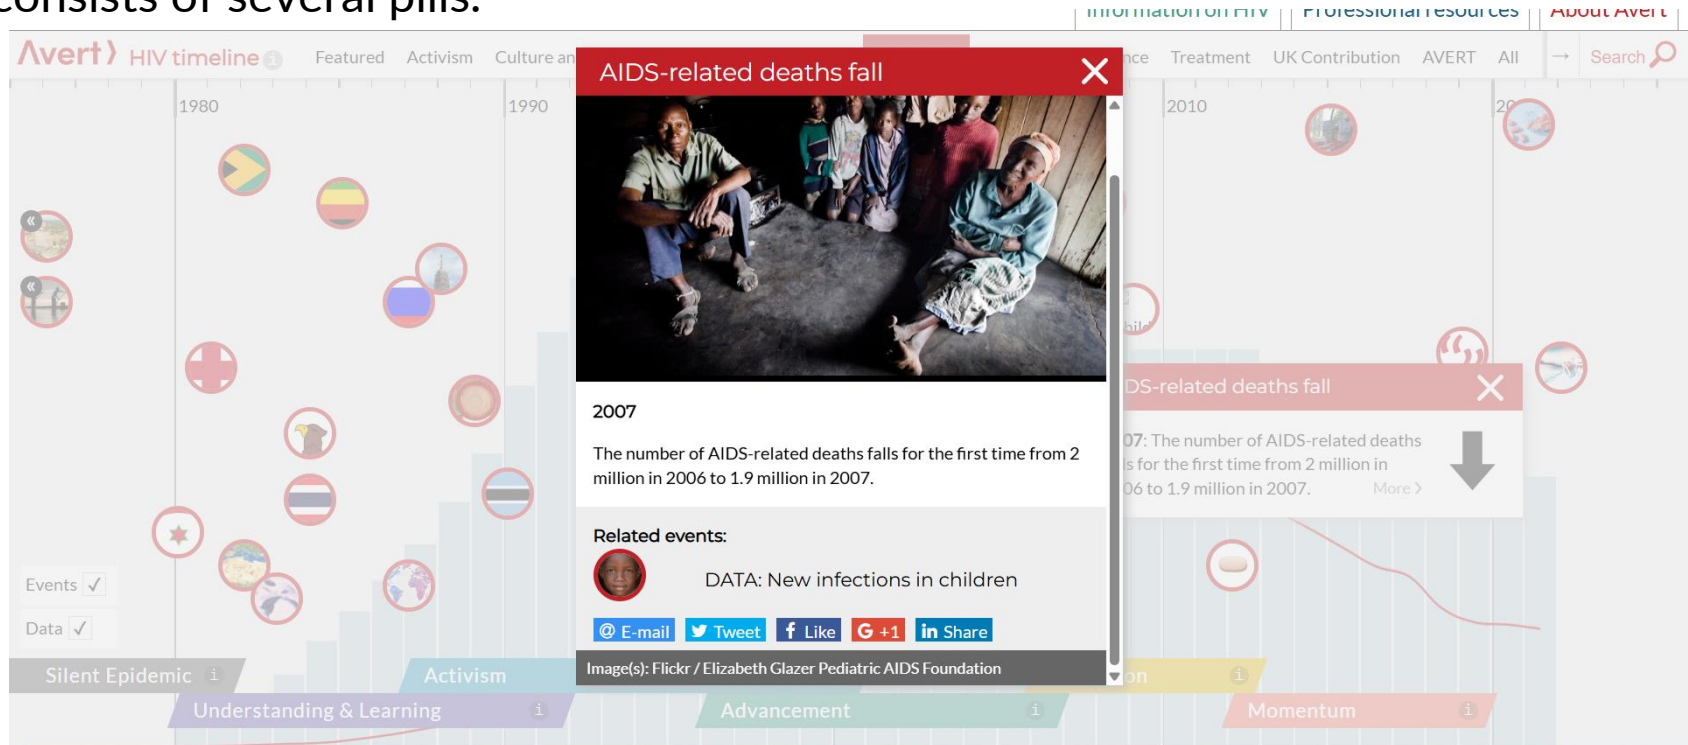 consists of several pills.
Information on HIV Professional resources About Avert
Avert HIV timeline i Featured Activism Culture an nce Treatment UK Contribution AVERT All → Search
AIDS-related deaths fall
1980 1990 2010 20
2007
The number of AIDS-related deaths falls for the first time from 2
million in 2006 to 1.9 million in 2007.
Related events:
DATA: New infections in children
@ E-mail Tweet f Like G +1 in Share
Image(s): Flickr / Elizabeth Glazer Pediatric AIDS Foundation
DS-related deaths fall
07: The number of AIDS-related deaths
ls for the first time from 2 million in
06 to 1.9 million in 2007. More
Events ✓
Data ✓
Silent Epidemic i Activism on i
Understanding & Learning i Advancement i Momentum i